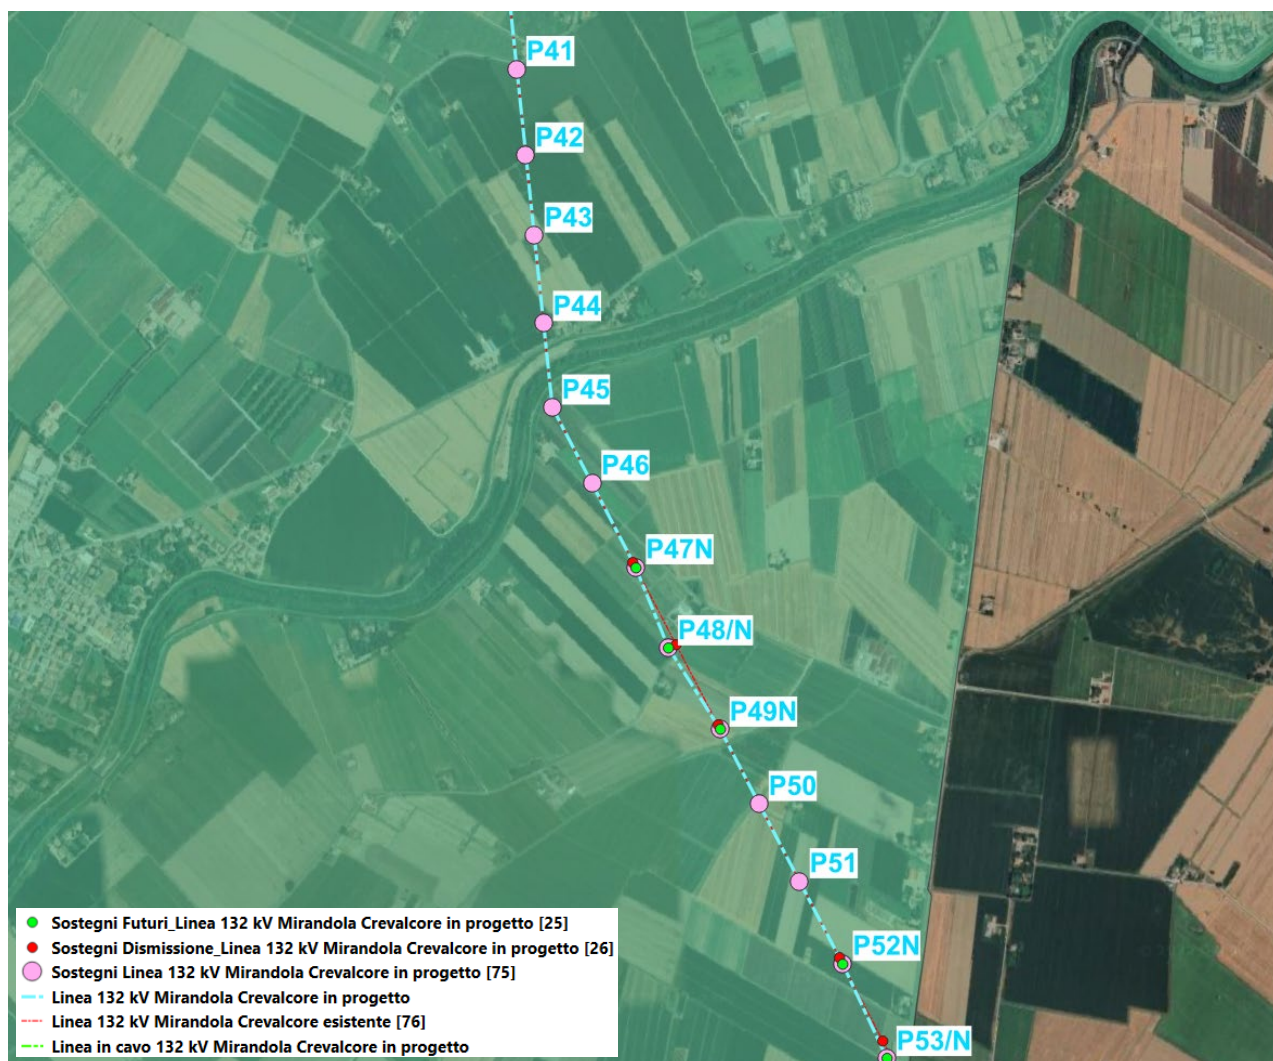 P41
P42
P43
P44
P45
P46
P47N
P48/N
P49N
P50
P51
P52N
P53/N
Sostegni Futuri_Linea 132 kV Mirandola Crevalcore in progetto [25]
Sostegni Dismissione_Linea 132 kV Mirandola Crevalcore in progetto [26]
Sostegni Linea 132 kV Mirandola Crevalcore in progetto [75]
Linea 132 kV Mirandola Crevalcore in progetto
Linea 132 kV Mirandola Crevalcore esistente [76]
Linea in cavo 132 kV Mirandola Crevalcore in progetto